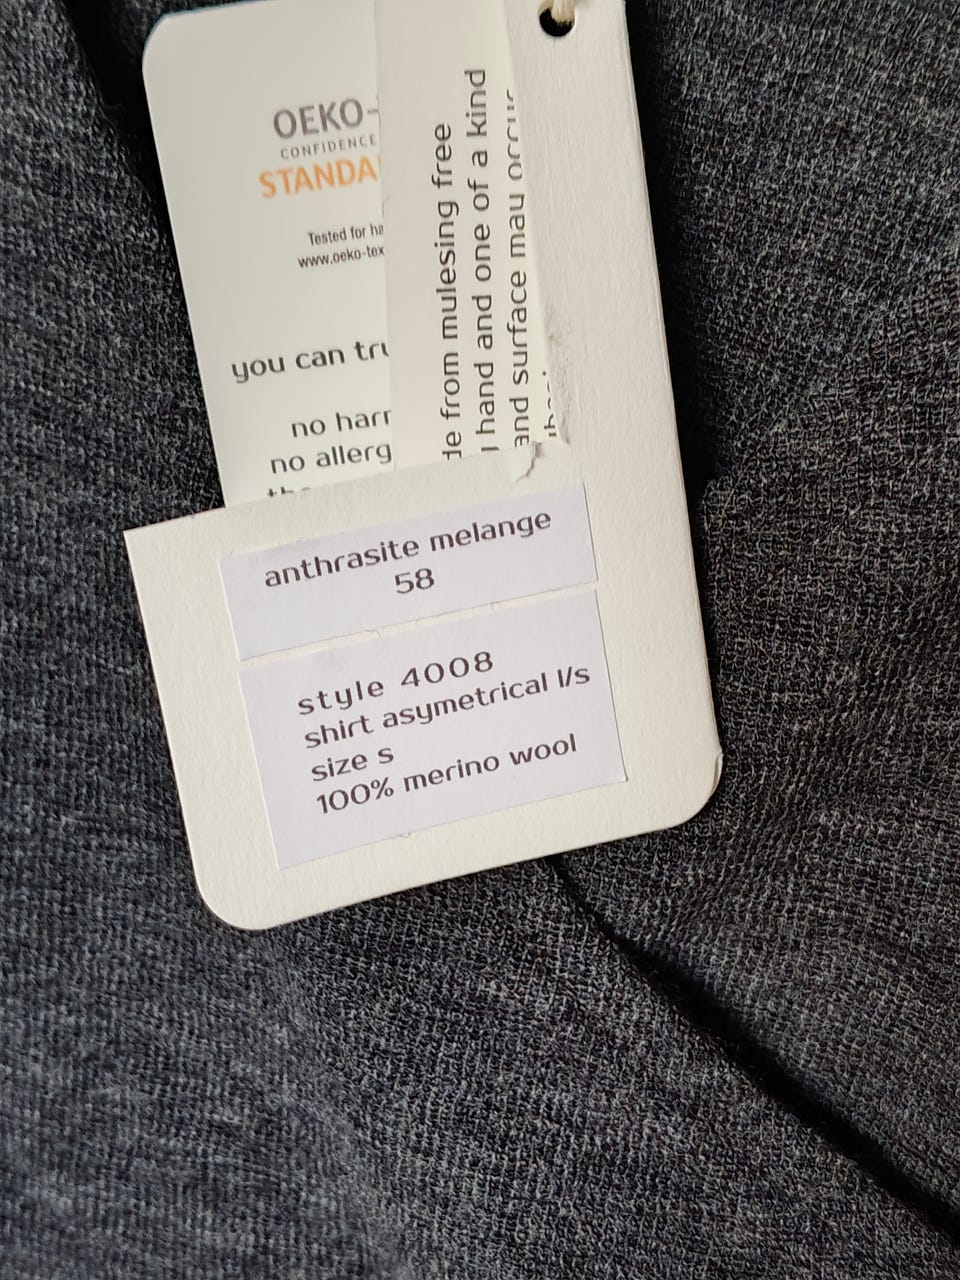 OEKO-
CONFIDENCE
STANDA
Tested for ha
www.oeko-tex
you can tru
no harr
no allerg
de from mulesing free
hand and one of a kind
and surface may occur
anthrasite melange
58
style 4008
shirt asymetrical l/s
size s
100% merino wool